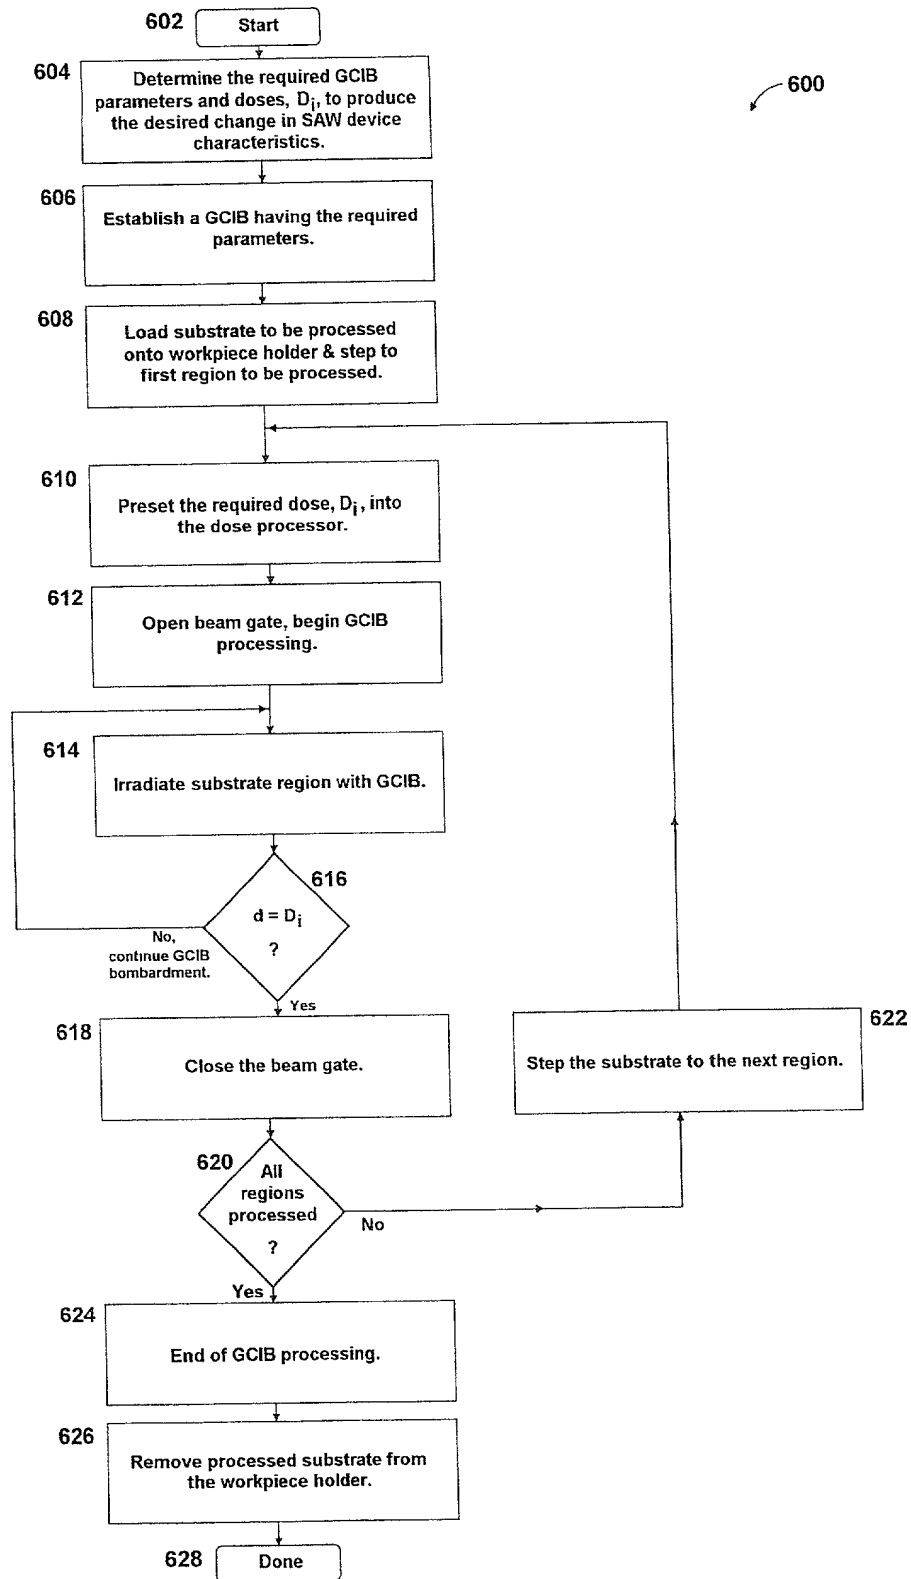 602
Start
604
Determine the required GCIB
parameters and doses, Di, to produce
the desired change in SAW device
characteristics.
600
606
Establish a GCIB having the required
parameters.
608
Load substrate to be processed
onto workpiece holder & step to
first region to be processed.
610
Preset the required dose, Di, into
the dose processor.
612
Open beam gate, begin GCIB
processing.
614
Irradiate substrate region with GCIB.
616
d = Di
?
No,
continue GCIB
bombardment.
Yes
618
Close the beam gate.
622
Step the substrate to the next region.
620
All
regions
processed
?
No
Yes
624
End of GCIB processing.
626
Remove processed substrate from
the workpiece holder.
628
Done